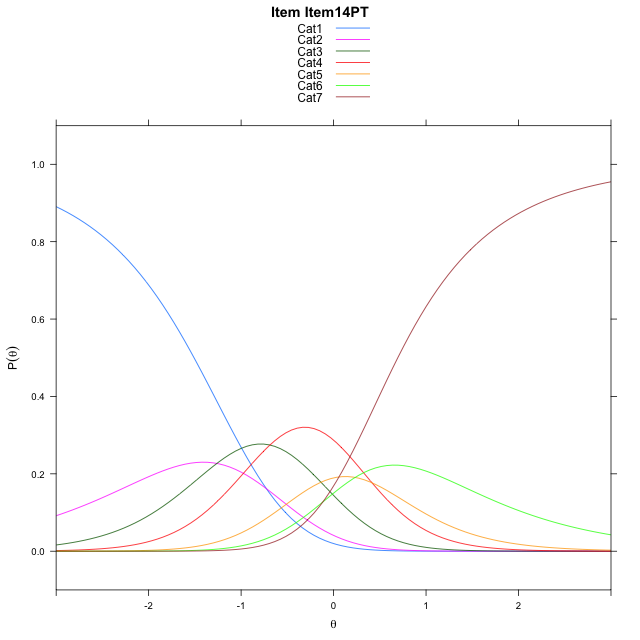 Item Item14PT
Cat1
Cat2
Cat3
Cat4
Cat5
Cat6
Cat7
1.0
0.8
0.6
0.4
0.2
0.0
P(θ)
-2 -1 0 1 2
θ